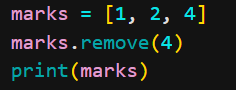 marks = [1, 2, 4]
marks.remove(4)
print(marks)